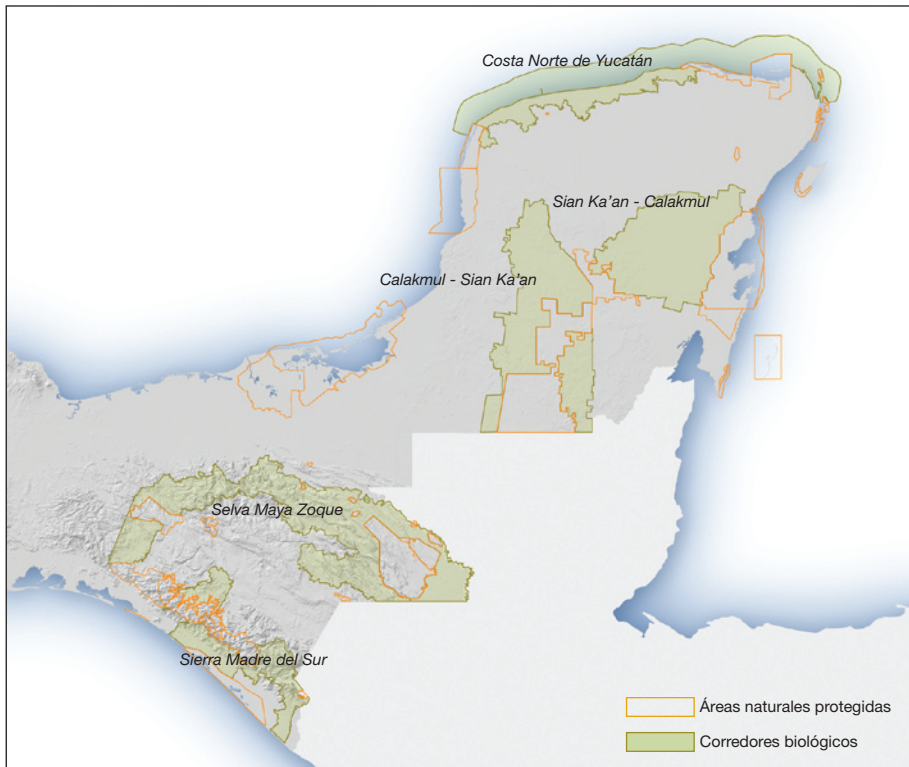 Costa Norte de Yucatán
Sian Ka'an - Calakmul
Calakmul - Sian Ka'an
Selva Maya Zoque
Sierra Madre del Sur
Áreas naturales protegidas
Corredores biológicos